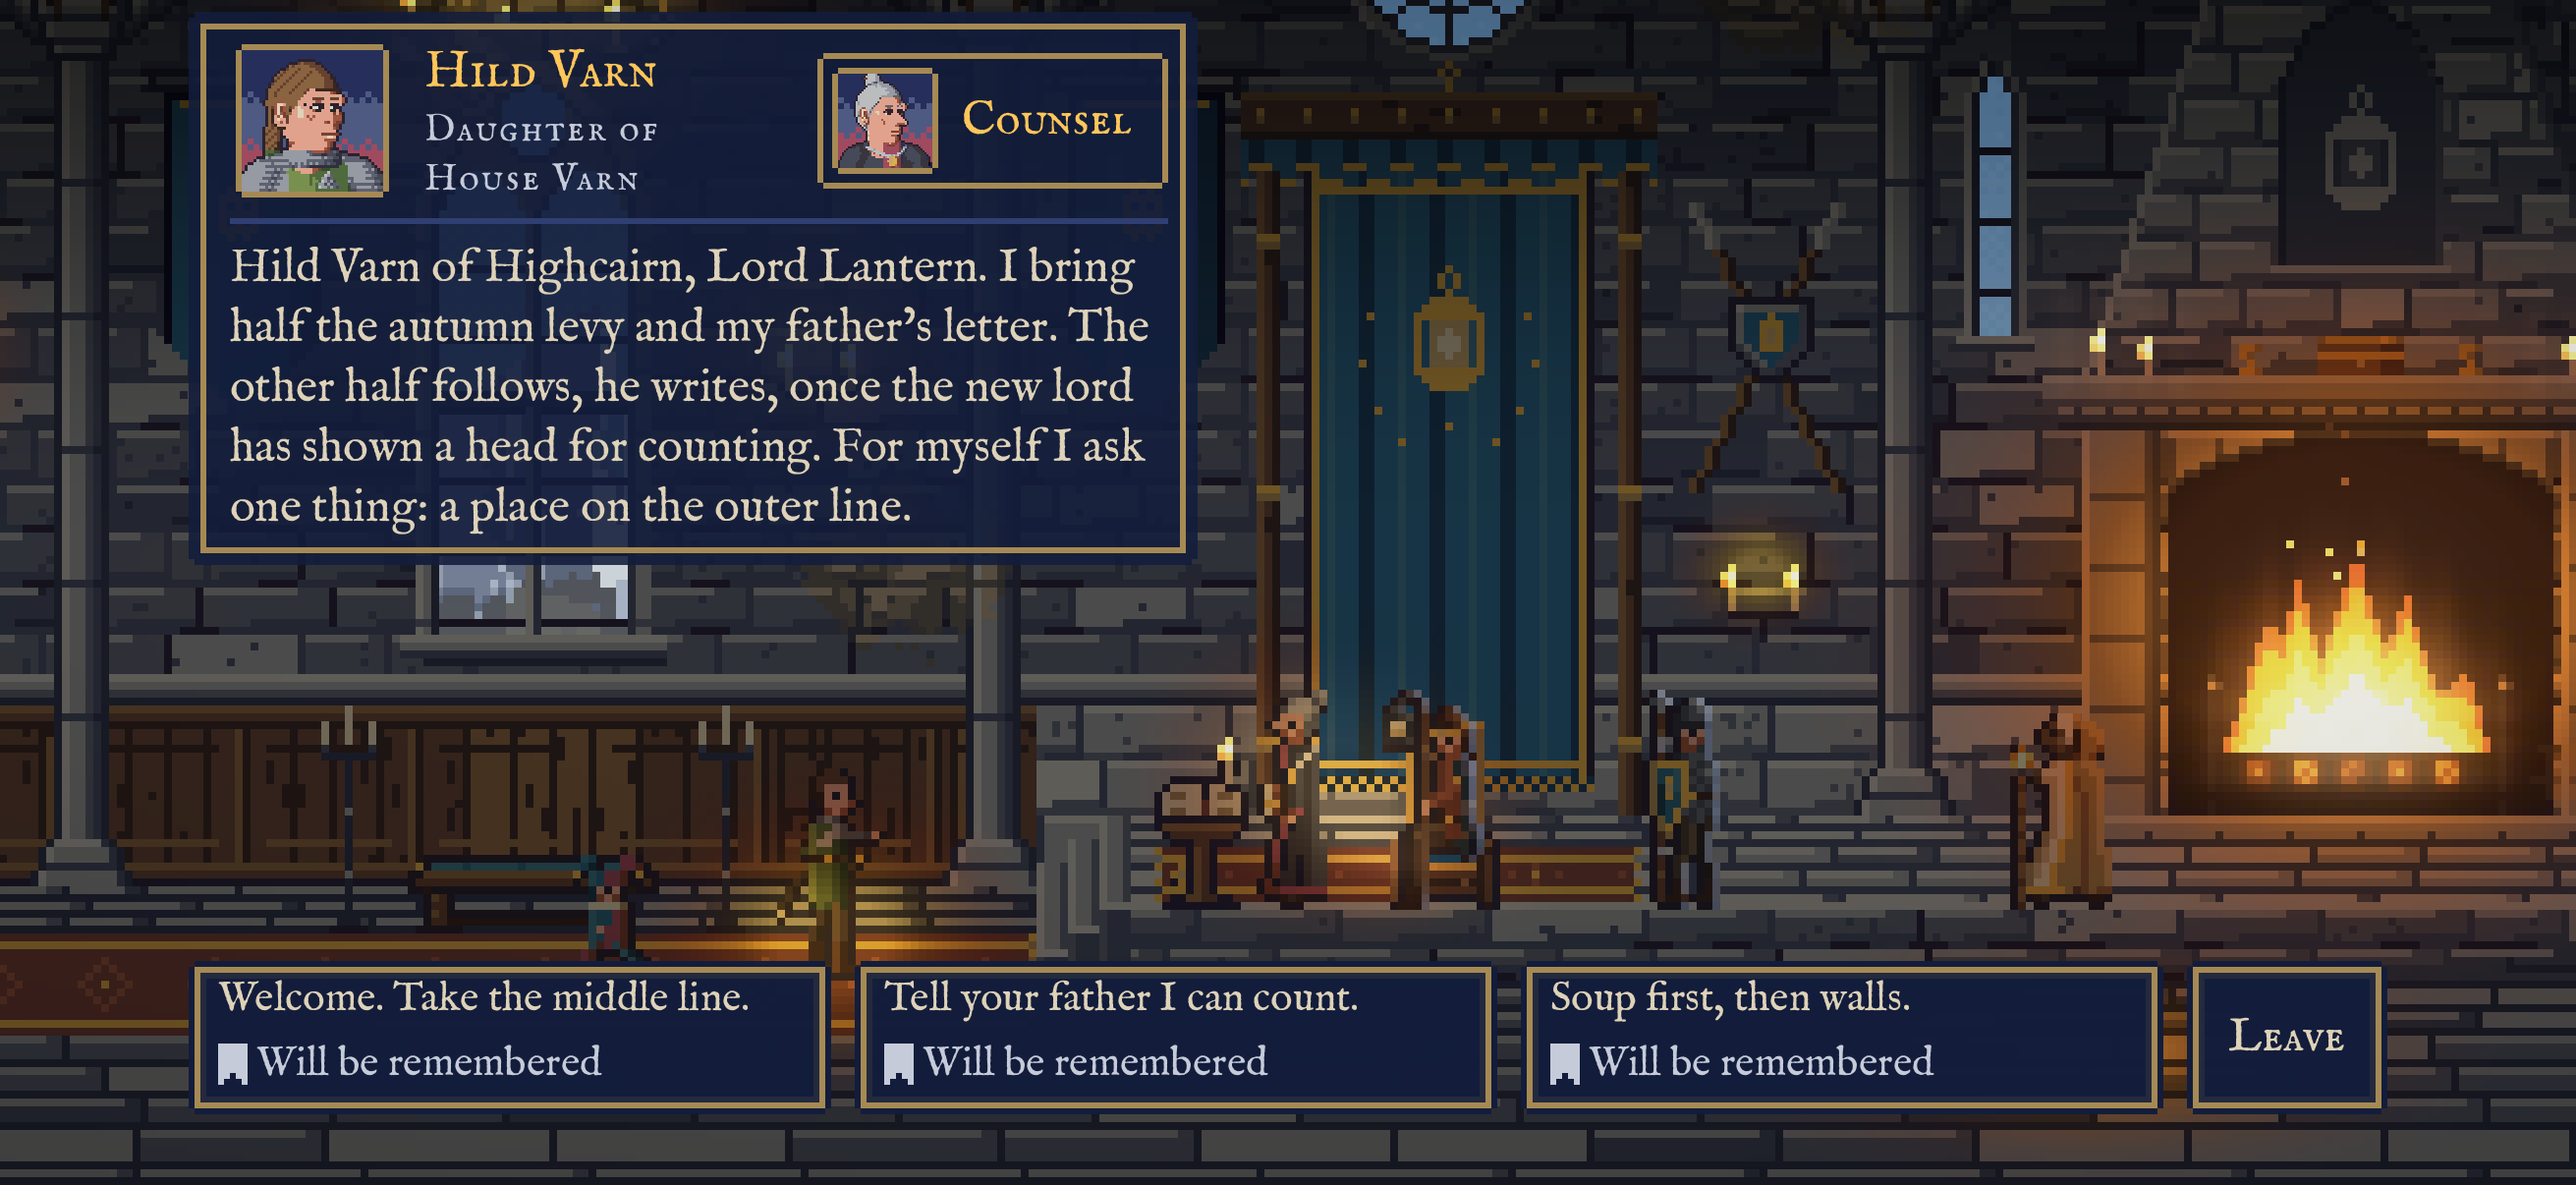 Hild Varn
Daughter of
House Varn
Counsel
Hild Varn of Highcairn, Lord Lantern. I bring
half the autumn levy and my father's letter. The
other half follows, he writes, once the new lord
has shown a head for counting. For myself I ask
one thing: a place on the outer line.
Welcome. Take the middle line.
Will be remembered
Tell your father I can count.
Will be remembered
Soup first, then walls.
Will be remembered
Leave